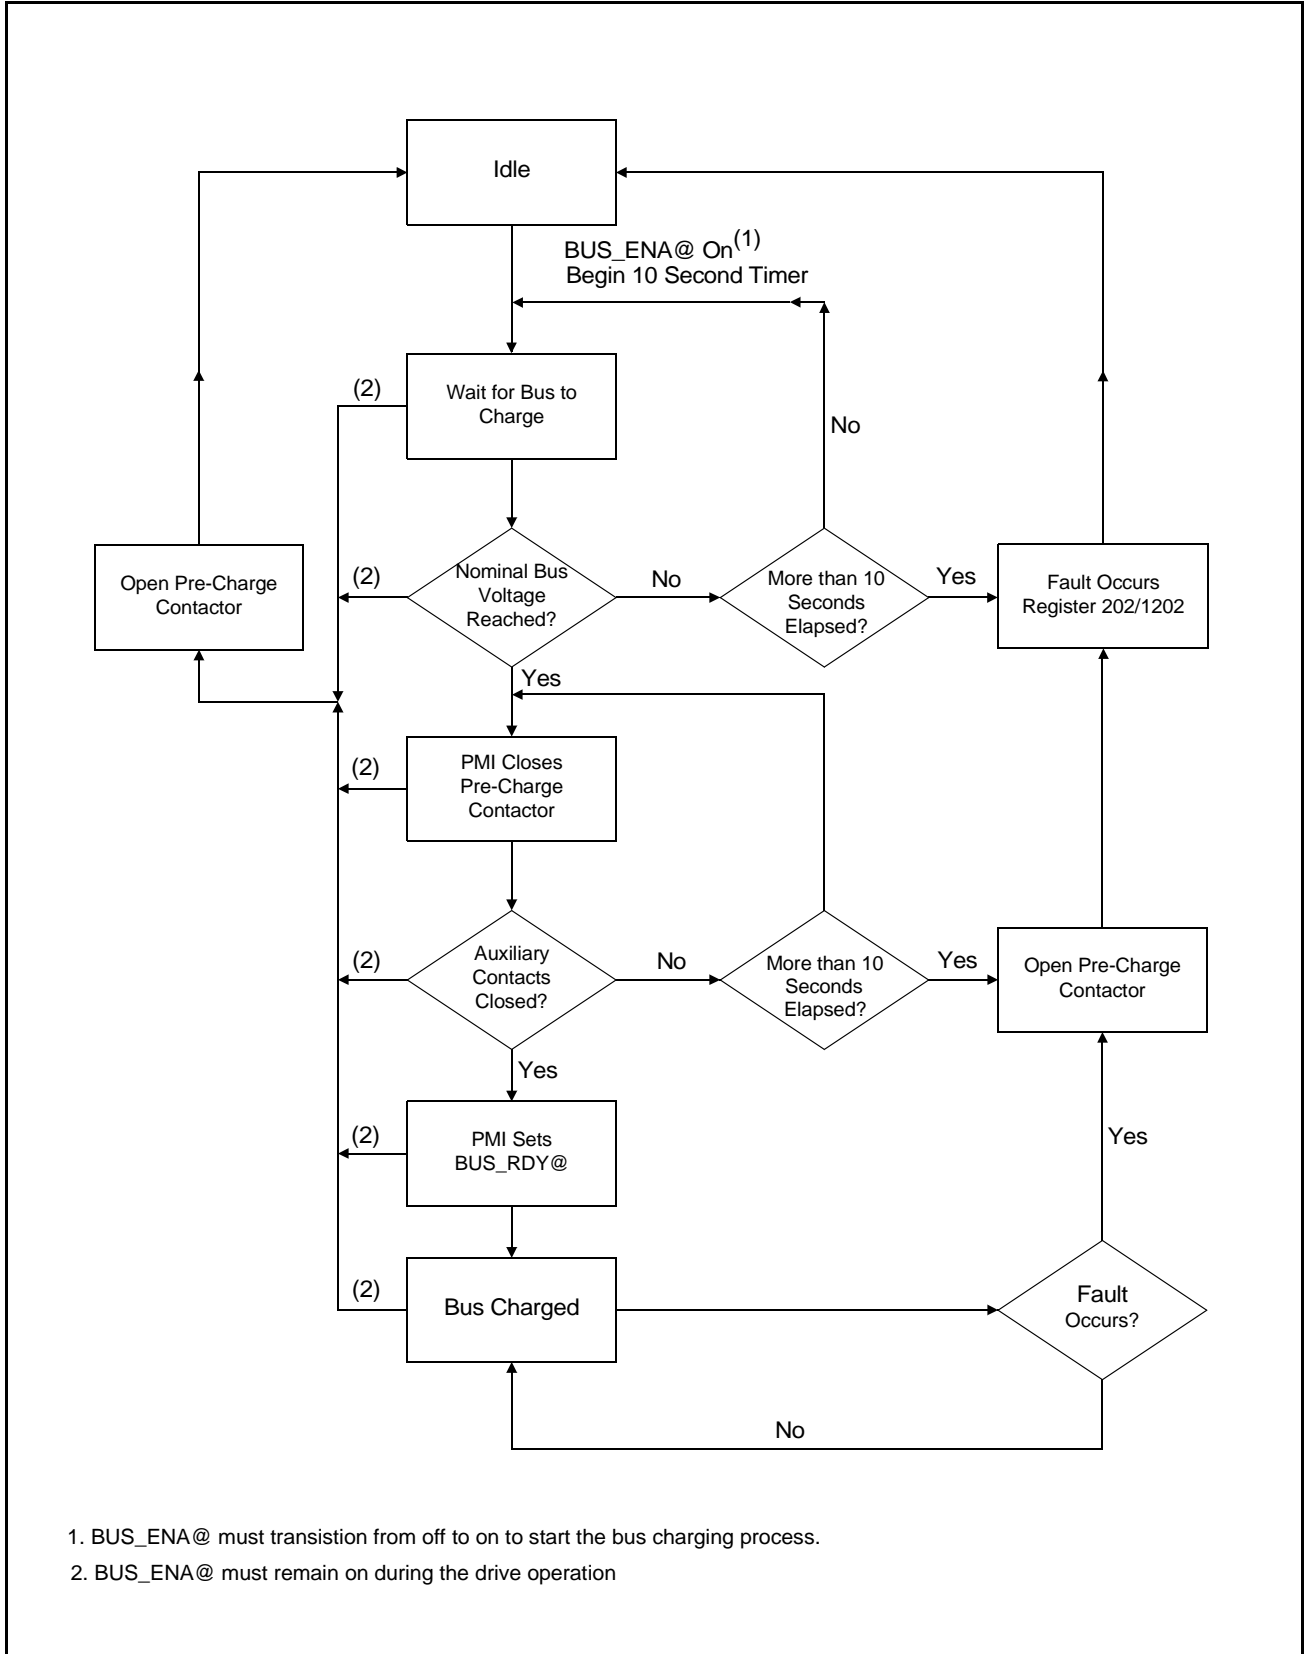 Idle
BUS_ENA@ On(1)
Begin 10 Second Timer
(2)
Wait for Bus to
Charge
No
Open Pre-Charge
Contactor
(2)
Nominal Bus
Voltage
Reached?
No
More than 10
Seconds
Elapsed?
Yes
Fault Occurs
Register 202/1202
Yes
(2)
PMI Closes
Pre-Charge
Contactor
(2)
Auxiliary
Contacts
Closed?
No
More than 10
Seconds
Elapsed?
Yes
Open Pre-Charge
Contactor
Yes
(2)
PMI Sets
BUS_RDY@
Yes
(2)
Bus Charged
Fault
Occurs?
No
1. BUS_ENA@ must transistion from off to on to start the bus charging process.
2. BUS_ENA@ must remain on during the drive operation